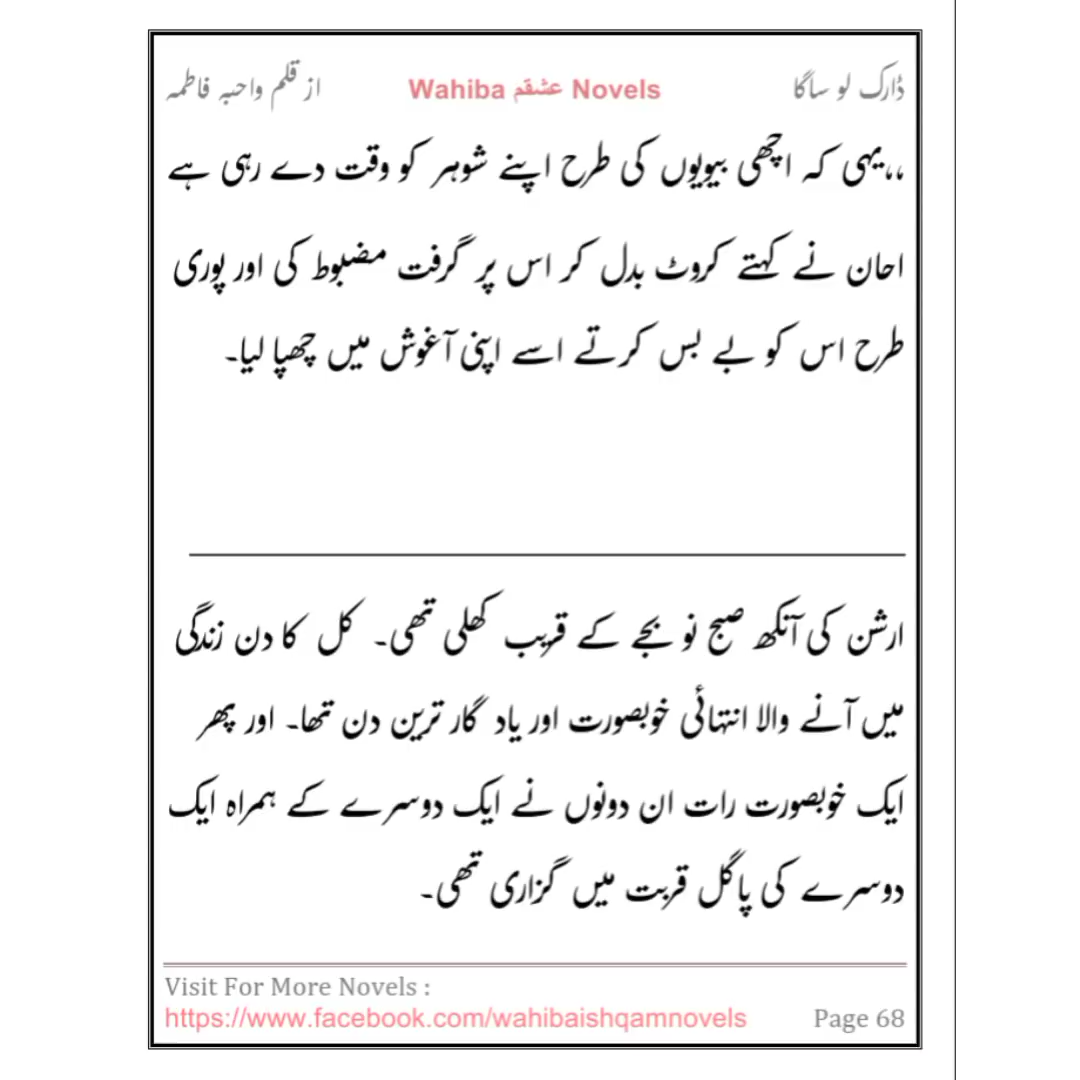 ڈارک لو ساگا Wahiba عشقم Novels از قلم واحبہ فاطمہ
،،یہی کہ اچھی بیویوں کی طرح اپنے شوہر کو وقت دے رہی ہے
احان نے کہتے کروٹ بدل کر اس پر گرفت مضبوط کی اور پوری
طرح اس کو بے بس کرتے اسے اپنی آغوش میں چھپا لیا۔
ارشن کی آنکھ صبح نو بجے کے قریب کھلی تھی۔ کل کا دن زندگی
میں آنے والا انتہائی خوبصورت اور یاد گار ترین دن تھا۔ اور پھر
ایک خوبصورت رات ان دونوں نے ایک دوسرے کے ہمراہ ایک
دوسرے کی پاگل قربت میں گزاری تھی۔
Visit For More Novels :
https://www.facebook.com/wahibaishqamnovels Page 68